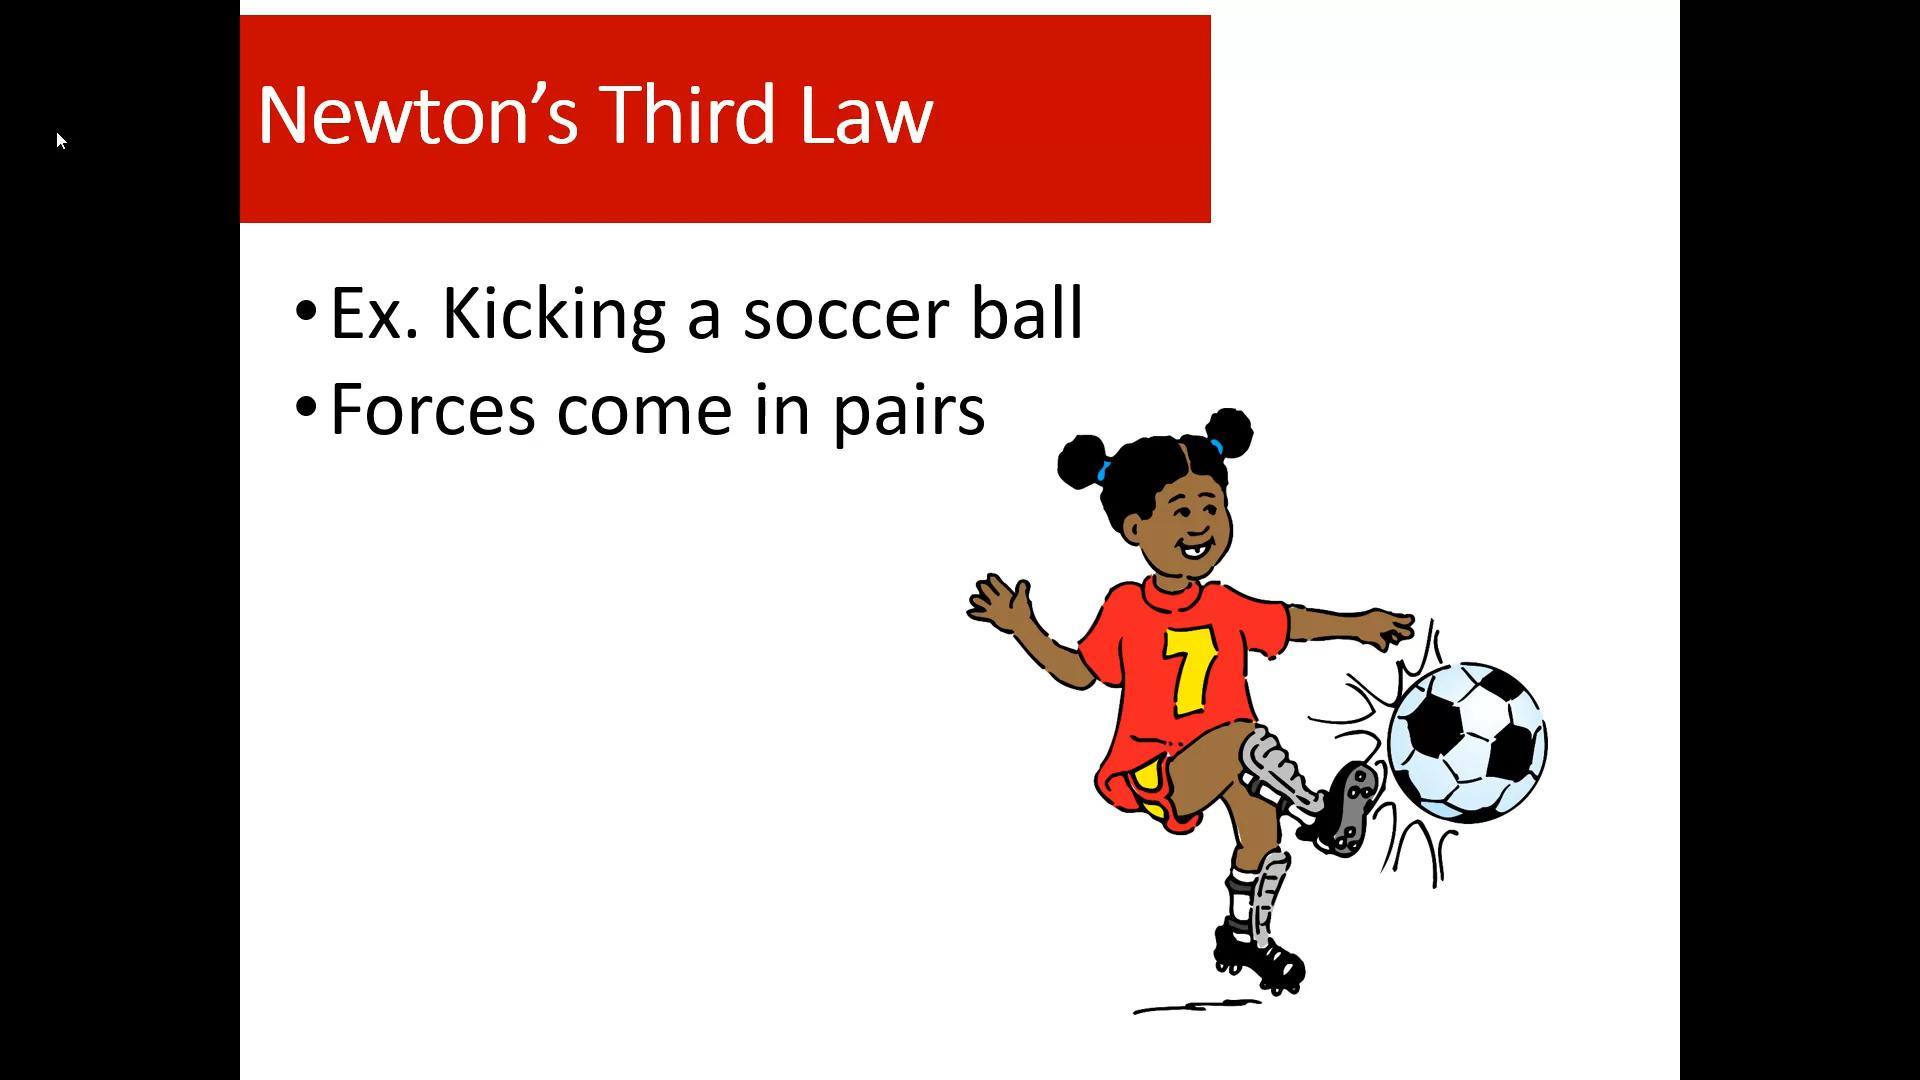 Newton’s Third Law
•Ex. Kicking a soccer ball
•Forces come in pairs
7